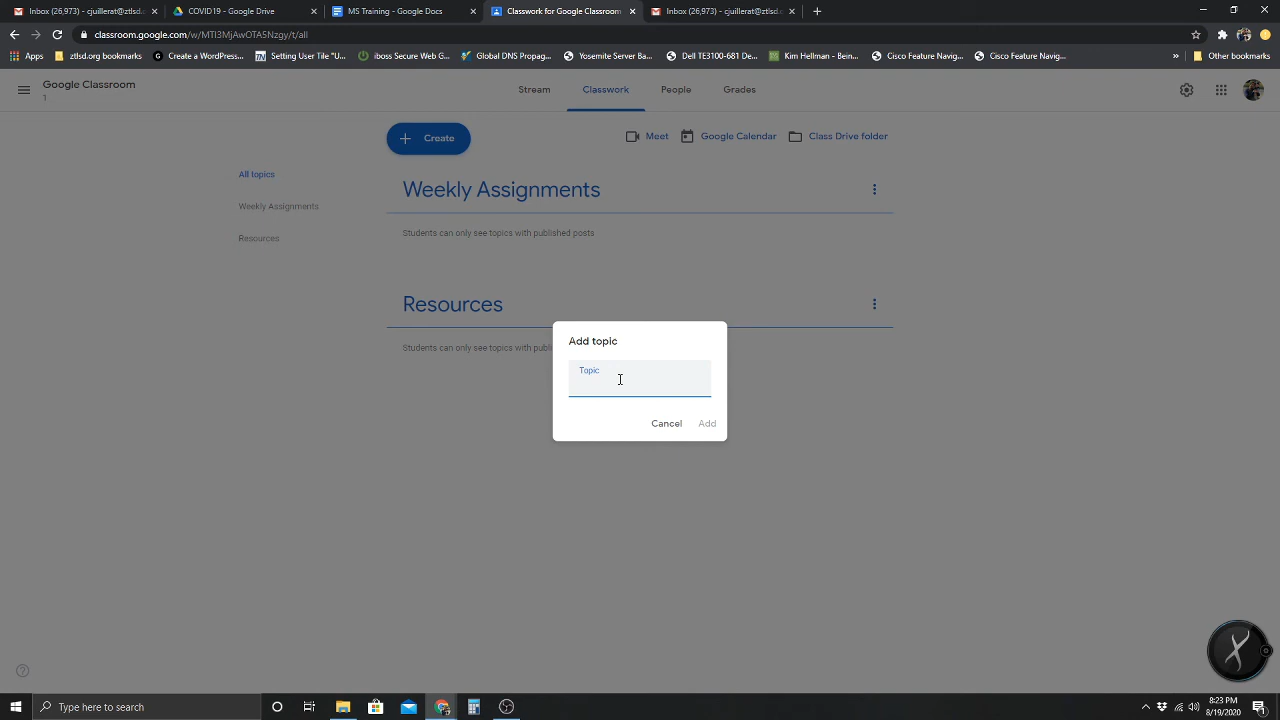 Inbox (26,973) - quillerat@ztlsd.c
COVID19 - Google Drive
MS Training - Google Docs
Classwork for Google Classroom
Inbox (26,973) - quillerat@ztlsd.
classroom.google.com/w/MTI3MjAwOTA5Nzgy/t/all
Apps
ztlsd.org bookmarks
Create a WordPress...
Setting User Tile "U...
iboss Secure Web G...
Global DNS Propag...
Yosemite Server Ba...
Dell TE3100-681 De...
Kim Hellman - Bein...
Cisco Feature Navig...
Cisco Feature Navig...
»
Other bookmarks
Google Classroom
1
Stream
Classwork
People
Grades
Create
Meet
Google Calendar
Class Drive folder
All topics
Weekly Assignments
Resources
Weekly Assignments
Students can only see topics with published posts
Resources
Students can only see topics with publi
Add topic
Topic
Cancel
Add
Type here to search
8:23 PM
8/19/2020